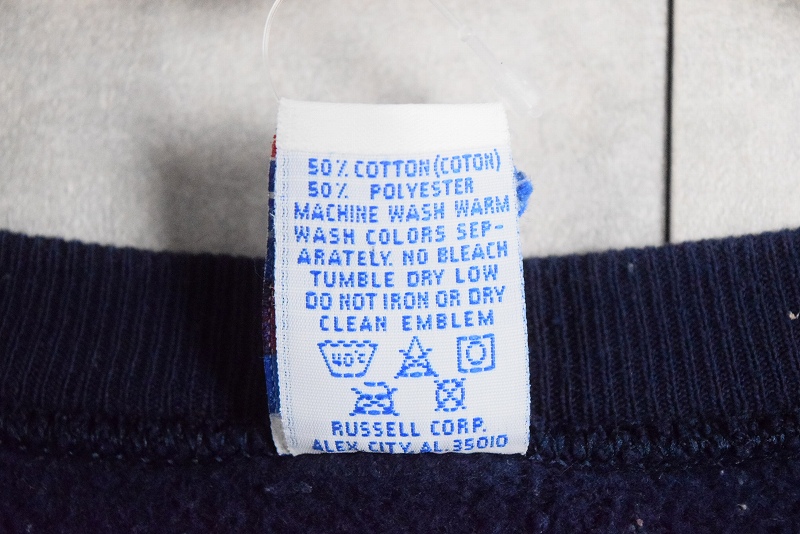 50% COTTON (COTON)
50% POLYESTER
MACHINE WASH WARM
WASH COLORS SEP-
ARATELY. NO BLEACH
TUMBLE DRY LOW
DO NOT IRON OR DRY
CLEAN EMBLEM
40°C
RUSSELL CORP.
ALEX. CITY, AL. 35010